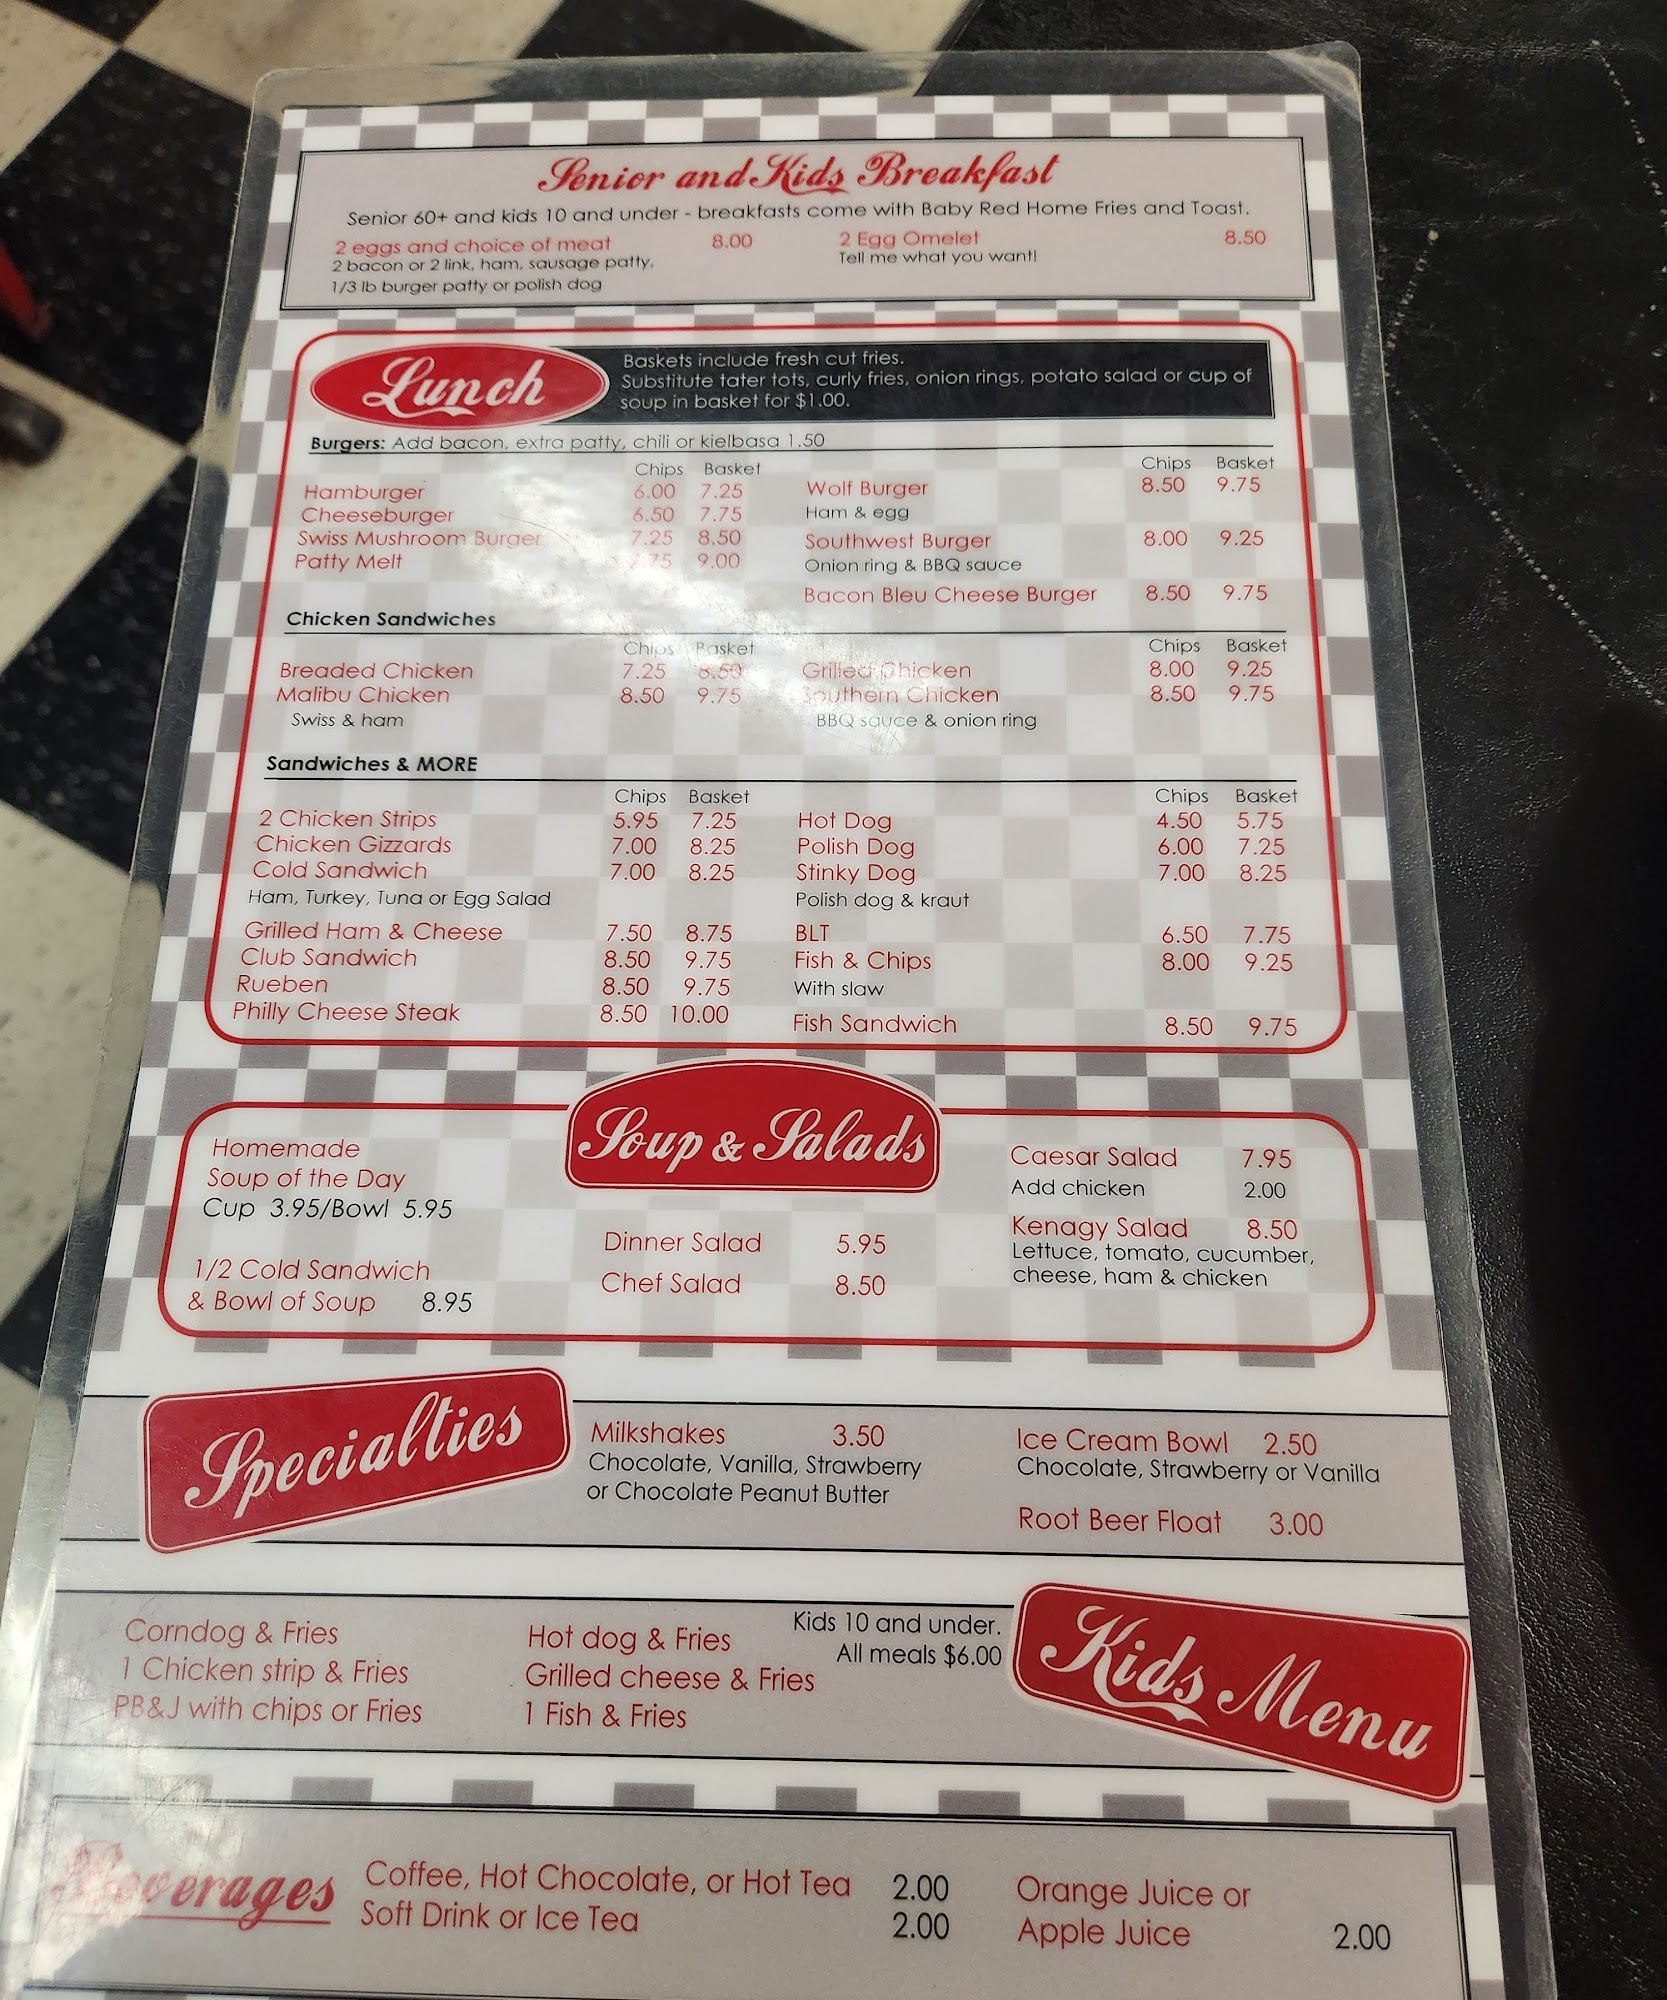 Senior and Kids Breakfast
Senior 60+ and kids 10 and under - breakfasts come with Baby Red Home Fries and Toast.
2 eggs and choice of meat 8.00
2 bacon or 2 link, ham, sausage patty,
1/3 lb burger patty or polish dog
2 Egg Omelet 8.50
Tell me what you want!
Lunch
Baskets include fresh cut fries.
Substitute tater tots, curly fries, onion rings, potato salad or cup of
soup in basket for $1.00.
Burgers: Add bacon, extra patty, chili or kielbasa 1.50
Chips Basket
Hamburger 6.00 7.25
Cheeseburger 6.50 7.75
Swiss Mushroom Burger 7.25 8.50
Patty Melt 7.75 9.00
Chips Basket
Wolf Burger 8.50 9.75
Ham & egg
Southwest Burger 8.00 9.25
Onion ring & BBQ sauce
Bacon Bleu Cheese Burger 8.50 9.75
Chicken Sandwiches
Chips Basket
Breaded Chicken 7.25 8.50
Malibu Chicken 8.50 9.75
Swiss & ham
Chips Basket
Grilled Chicken 8.00 9.25
Southern Chicken 8.50 9.75
BBQ sauce & onion ring
Sandwiches & MORE
Chips Basket
2 Chicken Strips 5.95 7.25
Chicken Gizzards 7.00 8.25
Cold Sandwich 7.00 8.25
Ham, Turkey, Tuna or Egg Salad
Grilled Ham & Cheese 7.50 8.75
Club Sandwich 8.50 9.75
Rueben 8.50 9.75
Philly Cheese Steak 8.50 10.00
Chips Basket
Hot Dog 4.50 5.75
Polish Dog 6.00 7.25
Stinky Dog 7.00 8.25
Polish dog & kraut
BLT 6.50 7.75
Fish & Chips 8.00 9.25
With slaw
Fish Sandwich 8.50 9.75
Soup & Salads
Homemade
Soup of the Day
Cup 3.95/Bowl 5.95
1/2 Cold Sandwich
& Bowl of Soup 8.95
Dinner Salad 5.95
Chef Salad 8.50
Caesar Salad 7.95
Add chicken 2.00
Kenagy Salad 8.50
Lettuce, tomato, cucumber,
cheese, ham & chicken
Specialties
Milkshakes 3.50
Chocolate, Vanilla, Strawberry
or Chocolate Peanut Butter
Ice Cream Bowl 2.50
Chocolate, Strawberry or Vanilla
Root Beer Float 3.00
Corndog & Fries
1 Chicken strip & Fries
PB&J with chips or Fries
Hot dog & Fries
Grilled cheese & Fries
1 Fish & Fries
Kids 10 and under.
All meals $6.00
Kids Menu
Beverages
Coffee, Hot Chocolate, or Hot Tea 2.00
Soft Drink or Ice Tea 2.00
Orange Juice or
Apple Juice 2.00